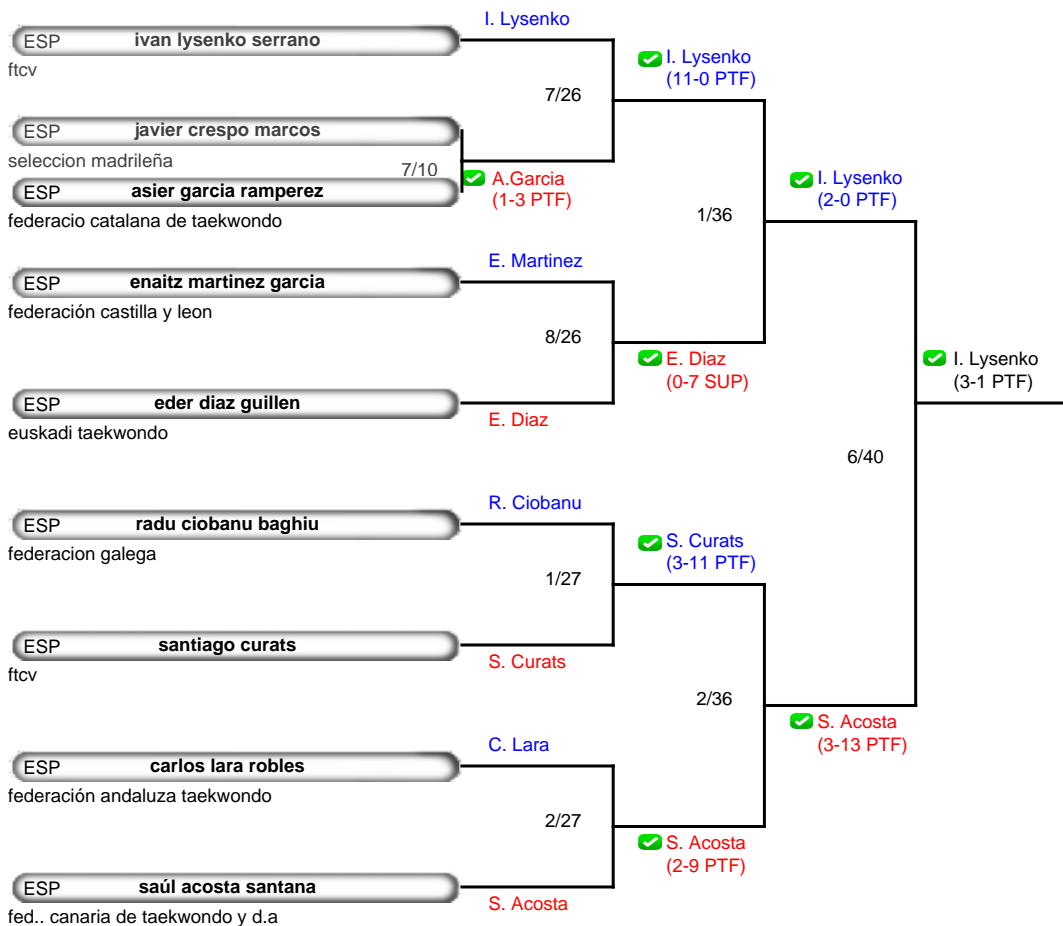 I. Lysenko
ESP ivan lysenko serrano
ftcv
I. Lysenko
(11-0 PTF)
7/26
ESP javier crespo marcos
seleccion madrileña
7/10
A.Garcia
(1-3 PTF)
ESP asier garcia ramperez
federacio catalana de taekwondo
I. Lysenko
(2-0 PTF)
1/36
E. Martinez
ESP enaitz martinez garcia
federación castilla y leon
8/26
E. Diaz
(0-7 SUP)
I. Lysenko
(3-1 PTF)
ESP eder diaz guillen
E. Diaz
euskadi taekwondo
6/40
R. Ciobanu
ESP radu ciobanu baghiu
federacion galega
S. Curats
(3-11 PTF)
1/27
ESP santiago curats
S. Curats
ftcv
2/36
S. Acosta
(3-13 PTF)
C. Lara
ESP carlos lara robles
federación andaluza taekwondo
2/27
S. Acosta
(2-9 PTF)
ESP saúl acosta santana
S. Acosta
fed.. canaria de taekwondo y d.a